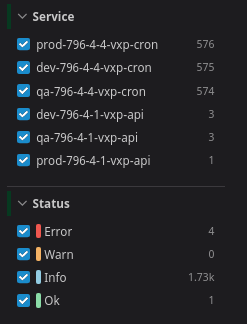 Service
prod-796-4-4-vxp-cron 576
dev-796-4-4-vxp-cron 575
qa-796-4-4-vxp-cron 574
dev-796-4-1-vxp-api 3
qa-796-4-1-vxp-api 3
prod-796-4-1-vxp-api 1
Status
Error 4
Warn 0
Info 1.73k
Ok 1